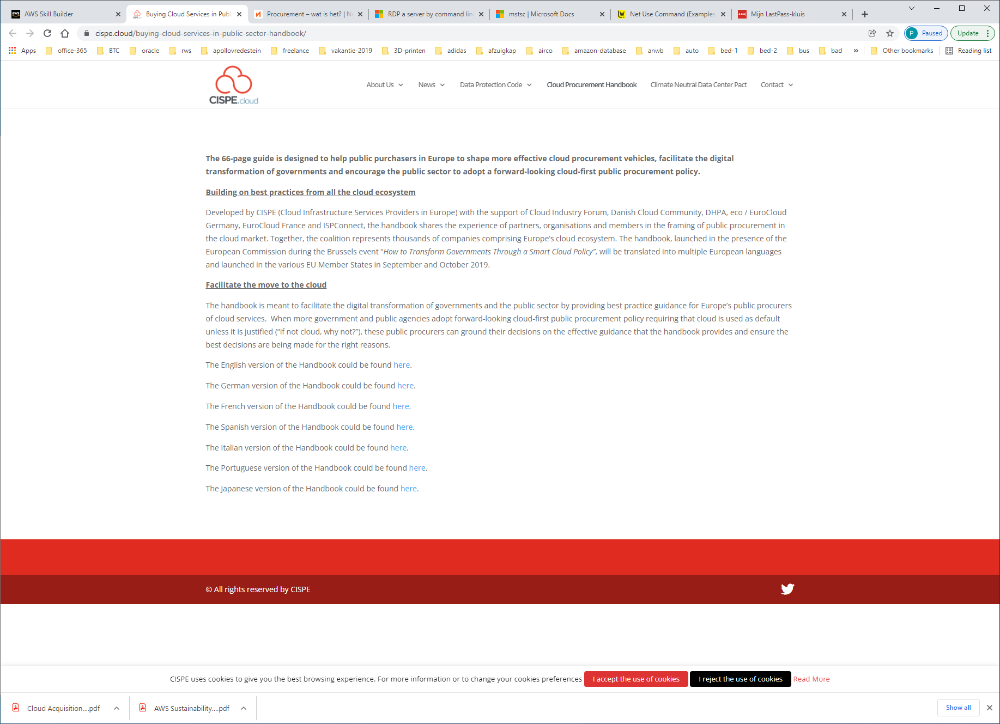 AWS Skill Builder
Buying Cloud Services in Publ
Procurement – wat is het? | N
RDP a server by command lin
mstsc | Microsoft Docs
Net Use Command (Examples,
Mijn LastPass-kluis
cispe.cloud/buying-cloud-services-in-public-sector-handbook/
P Paused
Update
Apps office-365 BTC oracle rws apollovredestein freelance vakantie-2019 3D-printen adidas afzuigkap airco amazon-database anwb auto bed-1 bed-2 bus bad » Other bookmarks Reading list
CISPE.cloud
About Us News Data Protection Code Cloud Procurement Handbook Climate Neutral Data Center Pact Contact
The 66-page guide is designed to help public purchasers in Europe to shape more effective cloud procurement vehicles, facilitate the digital
transformation of governments and encourage the public sector to adopt a forward-looking cloud-first public procurement policy.
Building on best practices from all the cloud ecosystem
Developed by CISPE (Cloud Infrastructure Services Providers in Europe) with the support of Cloud Industry Forum, Danish Cloud Community, DHPA, eco / EuroCloud
Germany, EuroCloud France and ISPConnect, the handbook shares the experience of partners, organisations and members in the framing of public procurement in
the cloud market. Together, the coalition represents thousands of companies comprising Europe’s cloud ecosystem. The handbook, launched in the presence of the
European Commission during the Brussels event “How to Transform Governments Through a Smart Cloud Policy”, will be translated into multiple European languages
and launched in the various EU Member States in September and October 2019.
Facilitate the move to the cloud
The handbook is meant to facilitate the digital transformation of governments and the public sector by providing best practice guidance for Europe’s public procurers
of cloud services.  When more government and public agencies adopt forward-looking cloud-first public procurement policy requiring that cloud is used as default
unless it is justified (“if not cloud, why not?”), these public procurers can ground their decisions on the effective guidance that the handbook provides and ensure the
best decisions are being made for the right reasons.
The English version of the Handbook could be found here.
The German version of the Handbook could be found here.
The French version of the Handbook could be found here.
The Spanish version of the Handbook could be found here.
The Italian version of the Handbook could be found here.
The Portuguese version of the Handbook could be found here.
The Japanese version of the Handbook could be found here.
© All rights reserved by CISPE
CISPE uses cookies to give you the best browsing experience. For more information or to change your cookies preferences I accept the use of cookies I reject the use of cookies Read More
Cloud Acquisition....pdf
AWS Sustainability....pdf
Show all